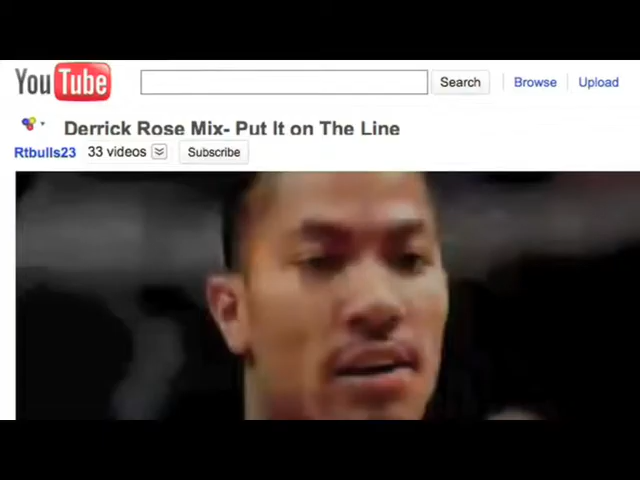 YouTube Search Browse Upload
Derrick Rose Mix- Put It on The Line
Rtbulls23 33 videos Subscribe